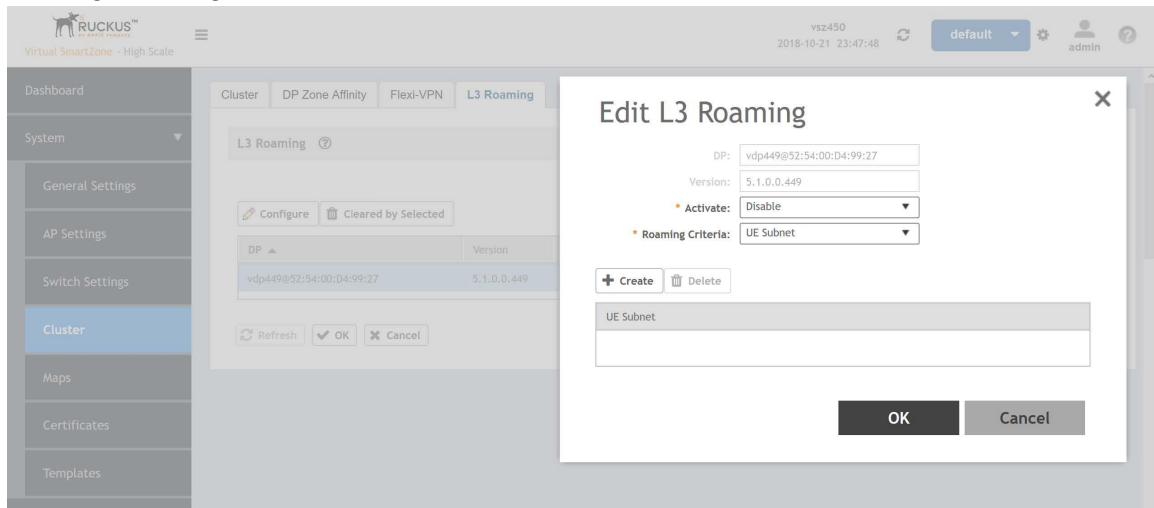 RUCKUS™
Virtual SmartZone - High Scale
vsz450
2018-10-21 23:47:48
default
admin
Dashboard
System
General Settings
AP Settings
Switch Settings
Cluster
Maps
Certificates
Templates
Cluster DP Zone Affinity Flexi-VPN L3 Roaming
L3 Roaming ?
Configure Cleared by Selected
DP Version
vdp449@52:54:00:D4:99:27 5.1.0.0.449
Refresh OK Cancel
Edit L3 Roaming
DP: vdp449@52:54:00:D4:99:27
Version: 5.1.0.0.449
* Activate: Disable
* Roaming Criteria: UE Subnet
Create Delete
UE Subnet
OK Cancel